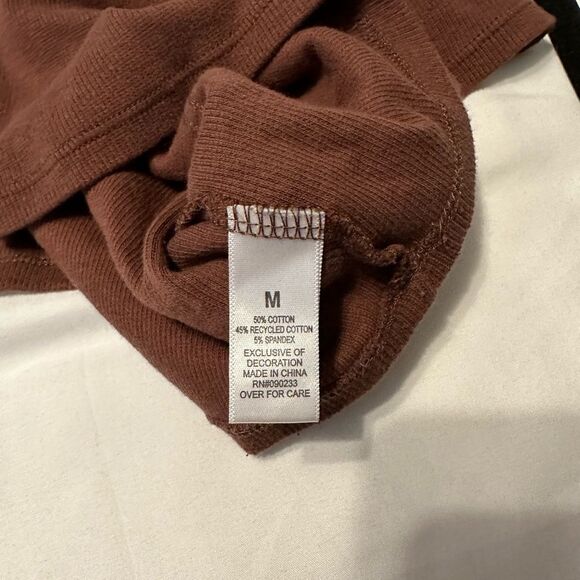 M
50% COTTON
45% RECYCLED COTTON
5% SPANDEX
EXCLUSIVE OF
DECORATION
MADE IN CHINA
RN#090233
OVER FOR CARE